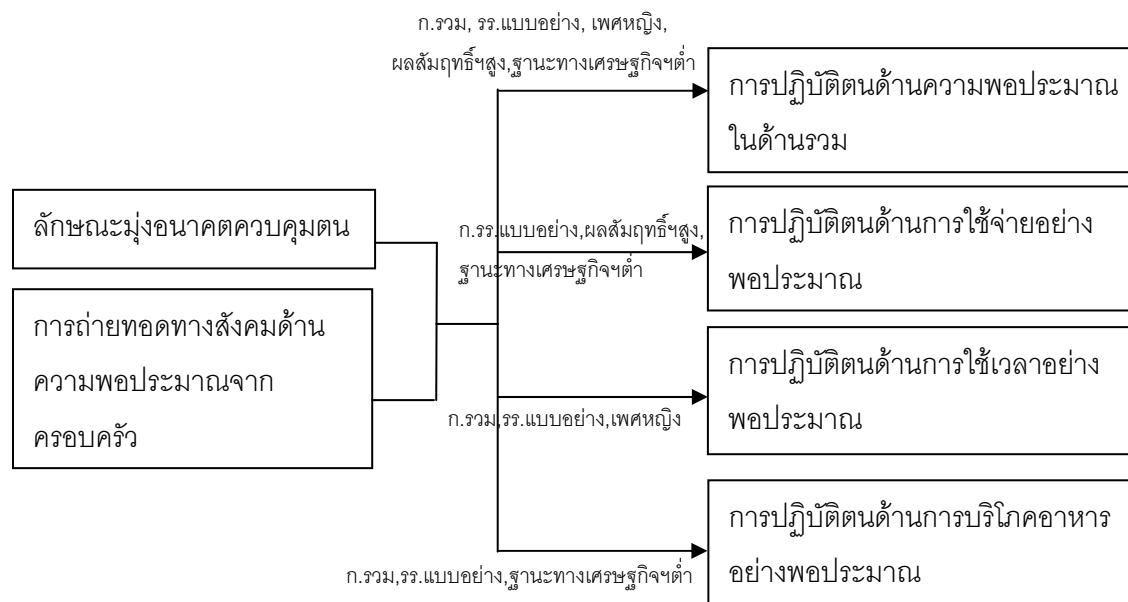 ก.รวม, รร.แบบอย่าง, เพศหญิง,
ผลสัมฤทธิ์ฯสูง,ฐานะทางเศรษฐกิจฯต่ำ
การปฏิบัติตนด้านความพอประมาณ
ในด้านรวม
ลักษณะมุ่งอนาคตควบคุมตน
ก.รร.แบบอย่าง,ผลสัมฤทธิ์ฯสูง,
ฐานะทางเศรษฐกิจฯต่ำ
การปฏิบัติตนด้านการใช้จ่ายอย่าง
พอประมาณ
การถ่ายทอดทางสังคมด้าน
ความพอประมาณจาก
ครอบครัว
ก.รวม,รร.แบบอย่าง,เพศหญิง
การปฏิบัติตนด้านการใช้เวลาอย่าง
พอประมาณ
ก.รวม,รร.แบบอย่าง,ฐานะทางเศรษฐกิจฯต่ำ
การปฏิบัติตนด้านการบริโภคอาหาร
อย่างพอประมาณ